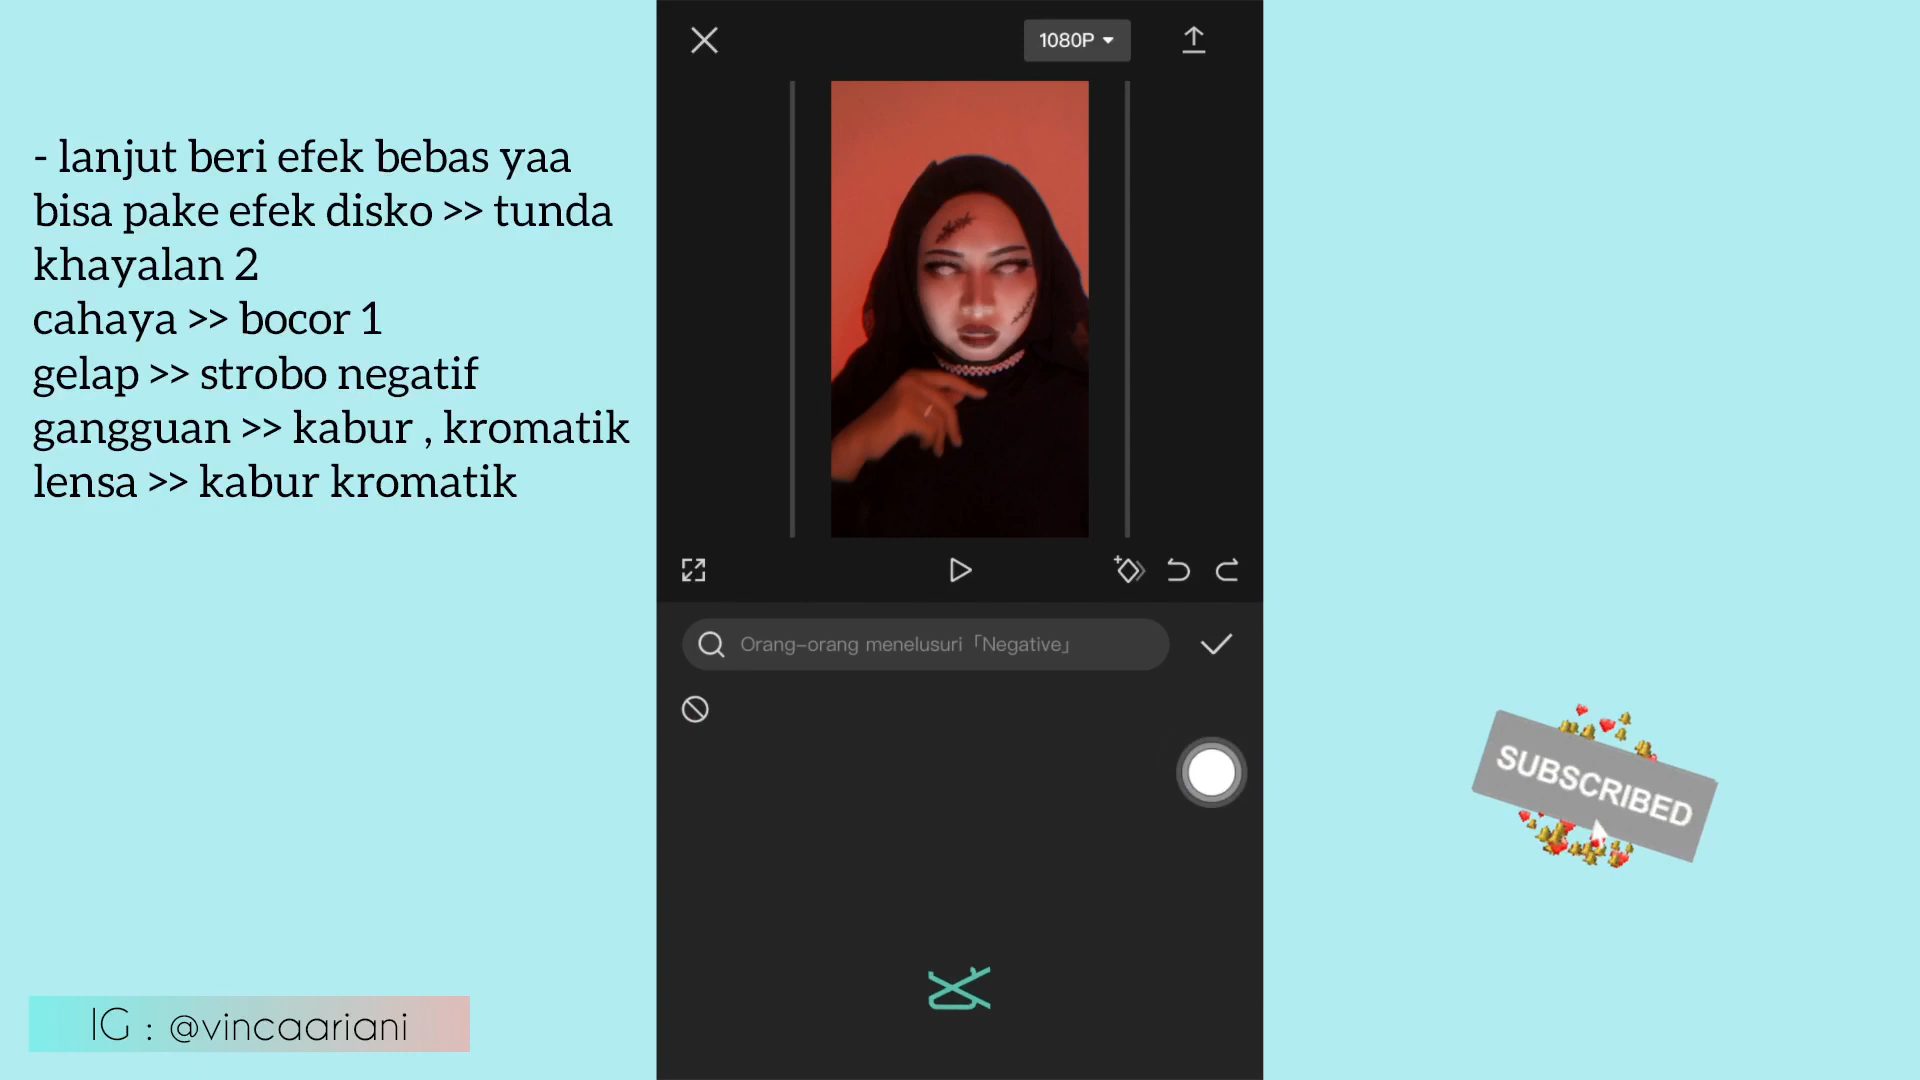 - lanjut beri efek bebas yaa
bisa pake efek disko >> tunda
khayalan 2
cahaya >> bocor 1
gelap >> strobo negatif
gangguan >> kabur , kromatik
lensa >> kabur kromatik
IG : @vincaariani
1080P
Orang-orang menelusuri「Negative」
SUBSCRIBED